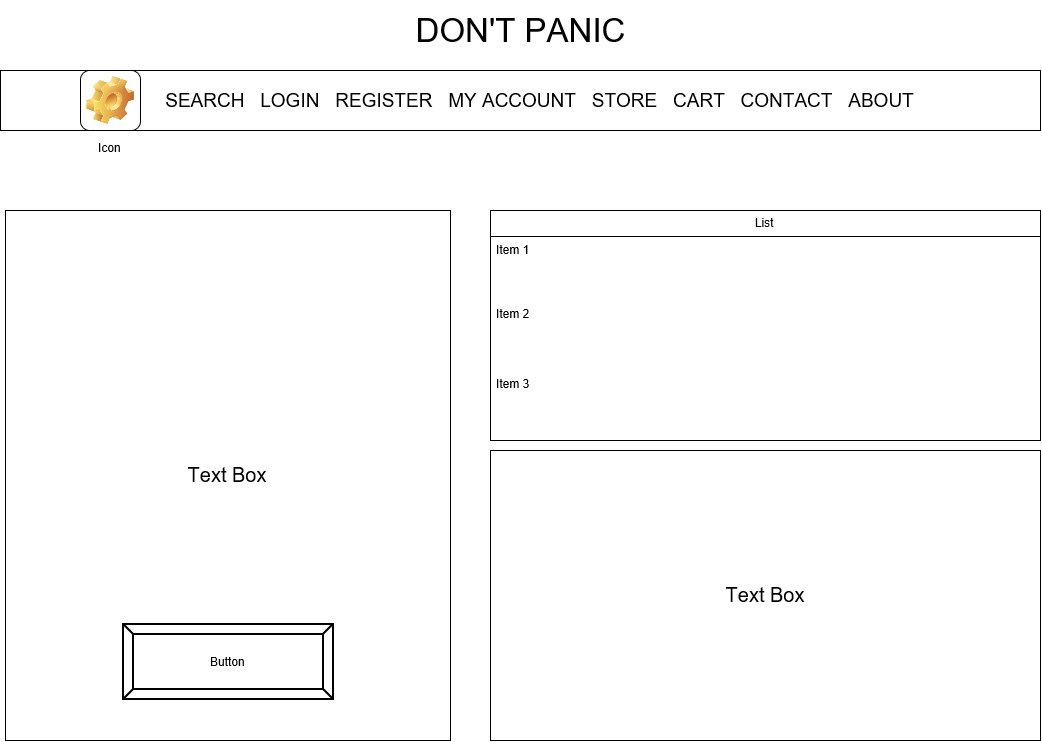 DON'T PANIC
SEARCH LOGIN REGISTER MY ACCOUNT STORE CART CONTACT ABOUT
Icon
Text Box
Button
List
Item 1
Item 2
Item 3
Text Box